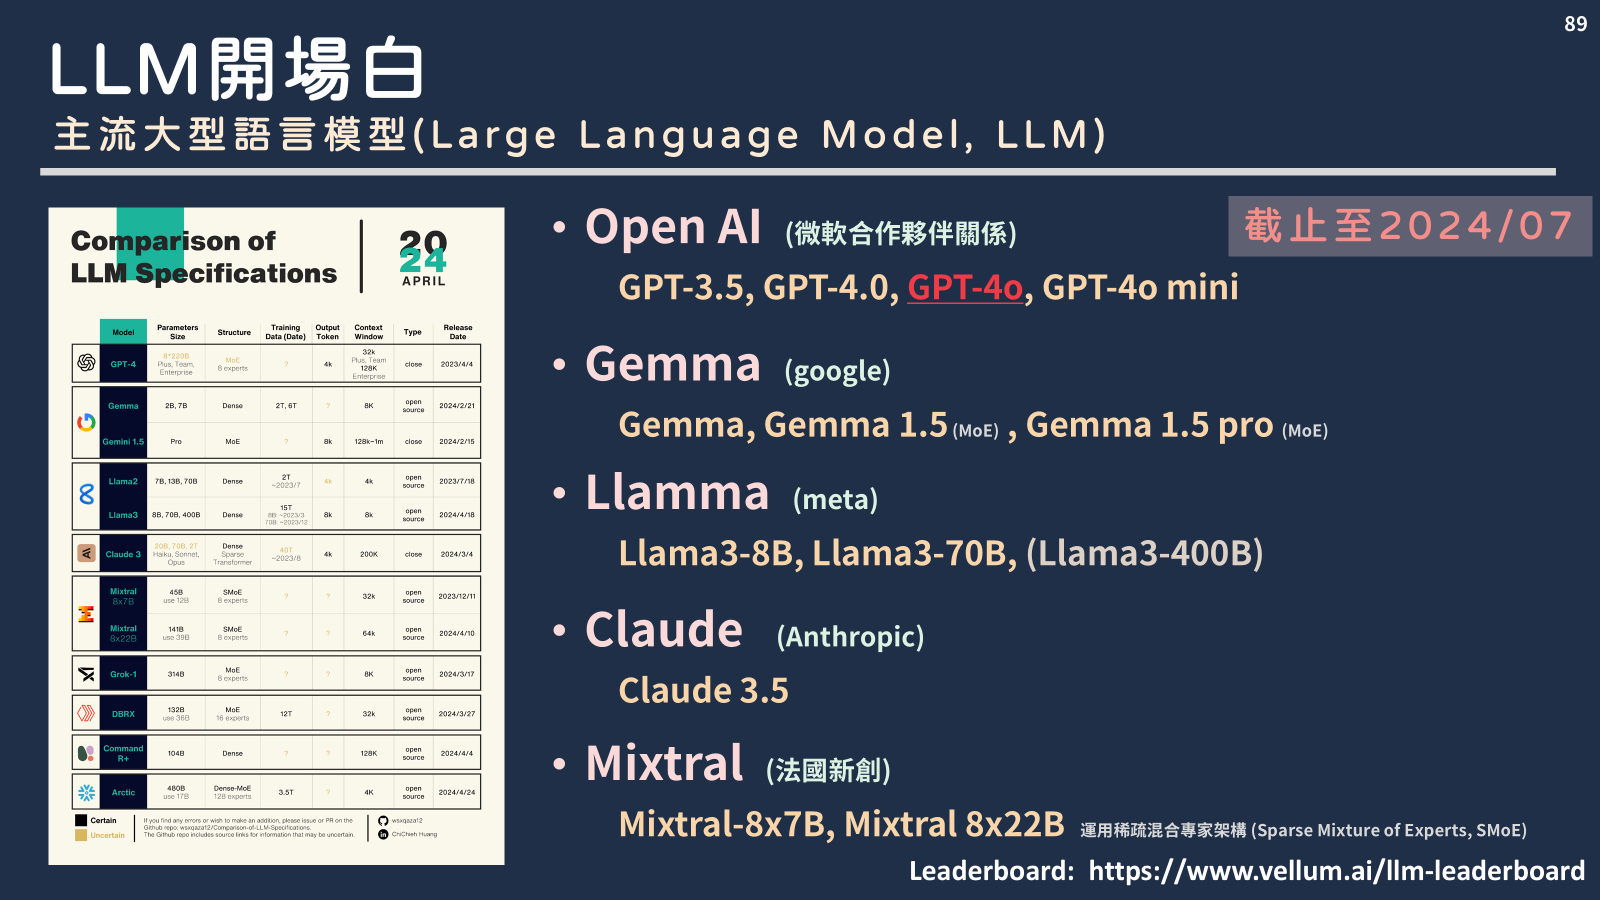 89
LLM開場白
主流大型語言模型(Large Language Model, LLM)
截止至2024/07
Comparison of
LLM Specifications
20
24
APRIL
Model Parameters Size Structure Training Data (Date) Output Token Context Window Type Release Date
GPT-4 8*220B Plus, Team, Enterprise MoE 8 experts ? 4k 32k Plus, Team 128K Enterprise close 2023/4/4
Gemma 2B, 7B Dense 2T, 6T ? 8K open source 2024/2/21
Gemini 1.5 Pro MoE ? 8k 128k~1m close 2024/2/15
Llama2 7B, 13B, 70B Dense 2T ~2023/7 4k 4k open source 2023/7/18
Llama3 8B, 70B, 400B Dense 15T 8B: ~2023/3 70B: ~2023/12 8k 8k open source 2024/4/18
Claude 3 20B, 70B, 2T Haiku, Sonnet, Opus Dense Sparse Transformer 40T ~2023/8 4k 200K close 2024/3/4
Mixtral 8x7B 45B use 12B SMoE 8 experts ? ? 32k open source 2023/12/11
Mixtral 8x22B 141B use 39B SMoE 8 experts ? ? 64k open source 2024/4/10
Grok-1 314B MoE 8 experts ? ? 8K open source 2024/3/17
DBRX 132B use 36B MoE 16 experts 12T ? 32k open source 2024/3/27
Command R+ 104B Dense ? ? 128K open source 2024/4/4
Arctic 480B use 17B Dense-MoE 128 experts 3.5T ? 4K open source 2024/4/24
Certain
Uncertain
If you find any errors or wish to make an addition, please issue or PR on the
Github repo: wsxqaza12/Comparison-of-LLM-Specifications.
The Github repo includes source links for information that may be uncertain.
wsxqaza12
ChiChieh Huang
• Open AI (微軟合作夥伴關係)
GPT-3.5, GPT-4.0, GPT-4o, GPT-4o mini
• Gemma (google)
Gemma, Gemma 1.5 (MoE) , Gemma 1.5 pro (MoE)
• Llamma (meta)
Llama3-8B, Llama3-70B, (Llama3-400B)
• Claude (Anthropic)
Claude 3.5
• Mixtral (法國新創)
Mixtral-8x7B, Mixtral 8x22B 運用稀疏混合專家架構 (Sparse Mixture of Experts, SMoE)
Leaderboard: https://www.vellum.ai/llm-leaderboard